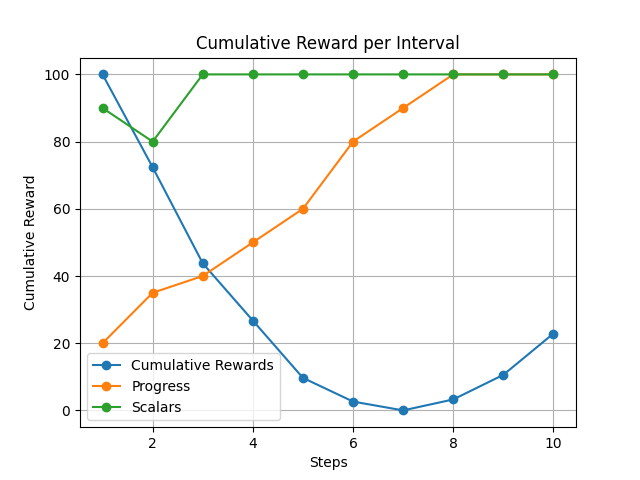 Cumulative Reward per Interval
Cumulative Reward
100
80
60
40
20
0
Cumulative Rewards
Progress
Scalars
2
4
6
8
10
Steps